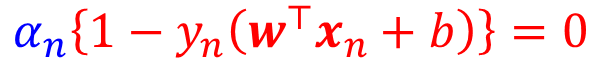 αₙ{1 − yₙ(𝒘⊤𝒙ₙ + b)} = 0